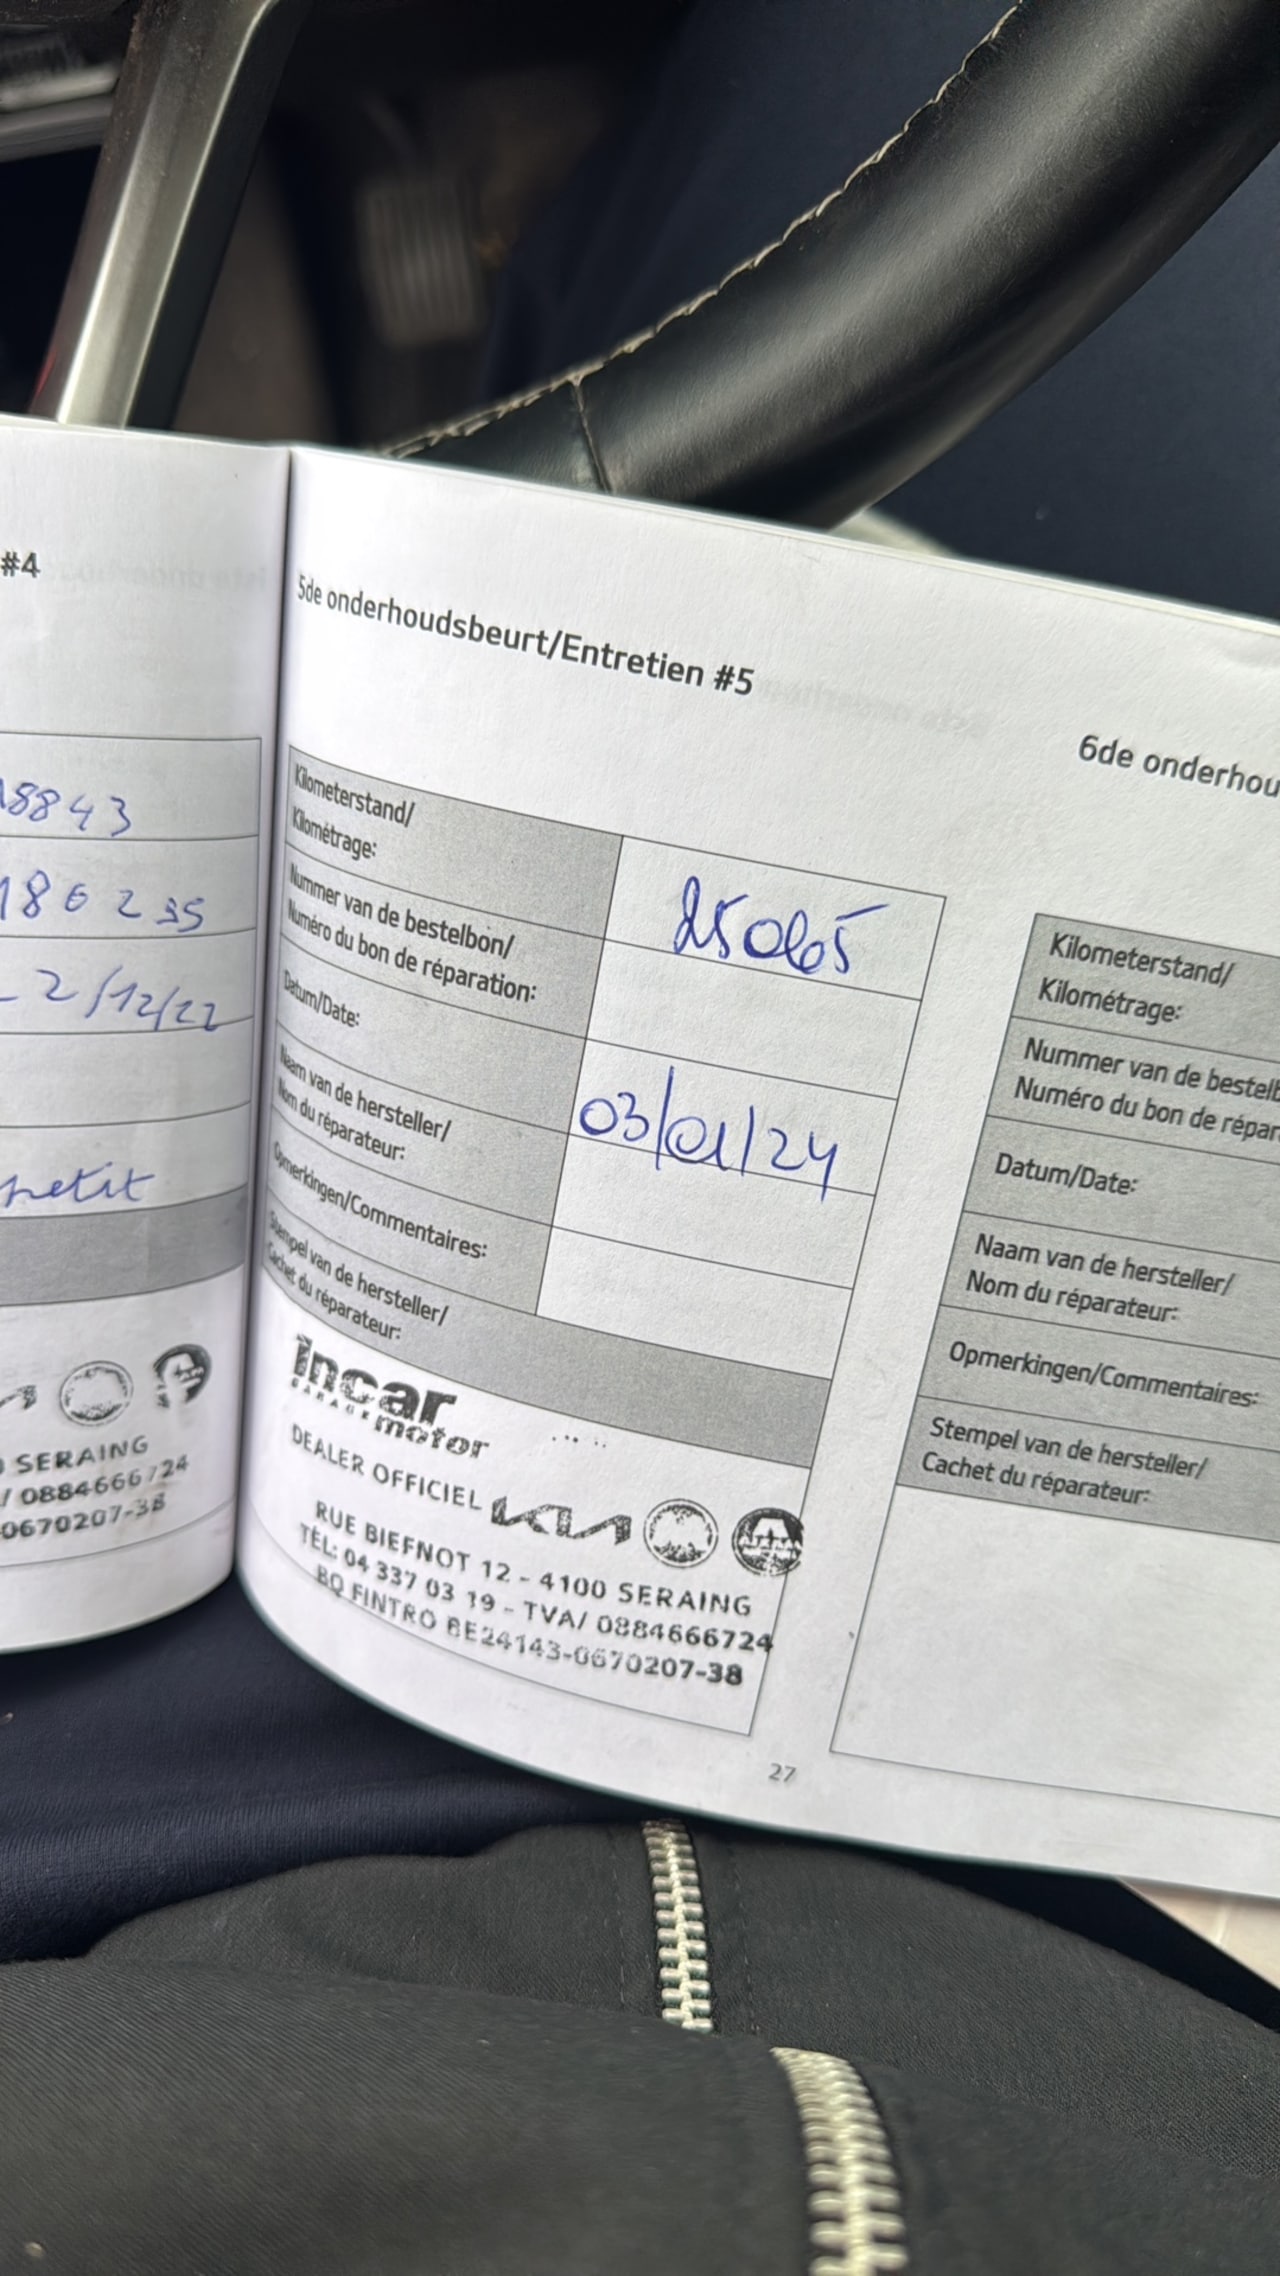 #4
18843
186235
2/12/22
petit
SERAING
/ 0884666724
0670207-38
5de onderhoudsbeurt/Entretien #5
Kilometerstand/
Kilométrage:
25065
Nummer van de bestelbon/
Numéro du bon de réparation:
Datum/Date:
03/01/24
Naam van de hersteller/
Nom du réparateur:
Opmerkingen/Commentaires:
Stempel van de hersteller/
Cachet du réparateur:
incar
GARAGE motor
DEALER OFFICIEL KIA
RUE BIEFNOT 12 - 4100 SERAING
TÉL: 04 337 03 19 - TVA/ 0884666724
BQ FINTRO BE24143-0670207-38
27
6de onderhou
Kilometerstand/
Kilométrage:
Nummer van de bestelb
Numéro du bon de répar
Datum/Date:
Naam van de hersteller/
Nom du réparateur:
Opmerkingen/Commentaires:
Stempel van de hersteller/
Cachet du réparateur: